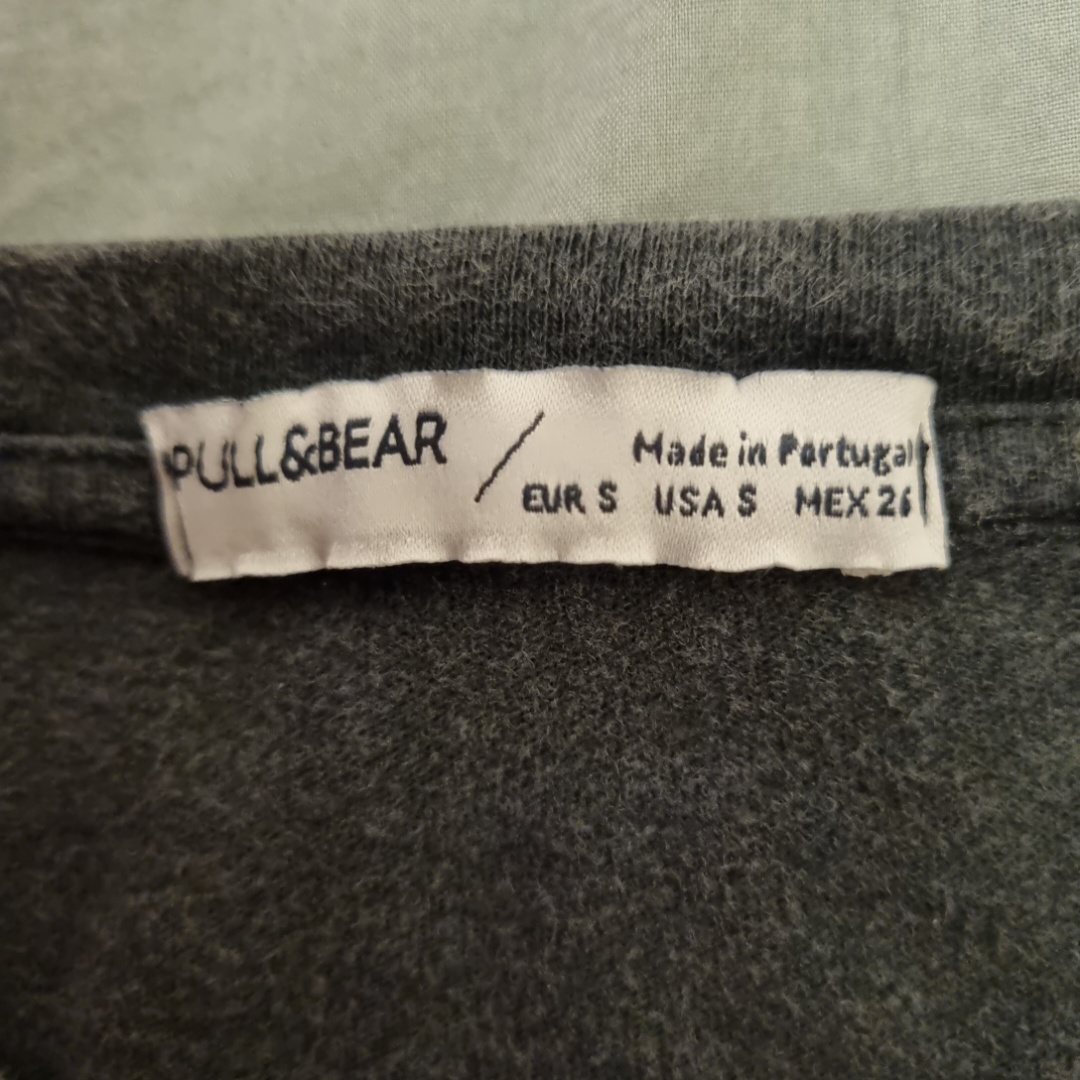 PULL&BEAR / Made in Portugal
EUR S USA S MEX 26